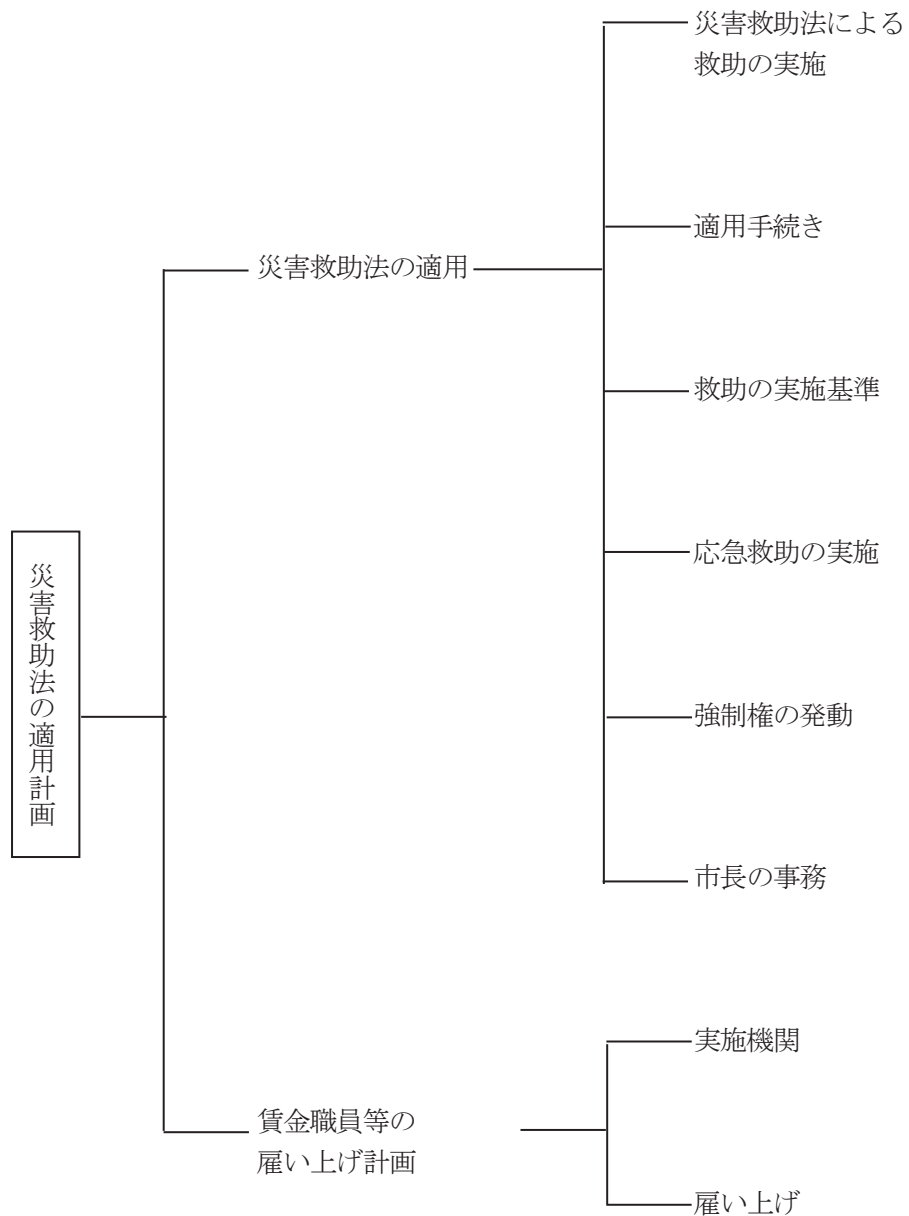 災害救助法の適用計画
災害救助法の適用
災害救助法による
救助の実施
適用手続き
救助の実施基準
応急救助の実施
強制権の発動
市長の事務
賃金職員等の
雇い上げ計画
実施機関
雇い上げ